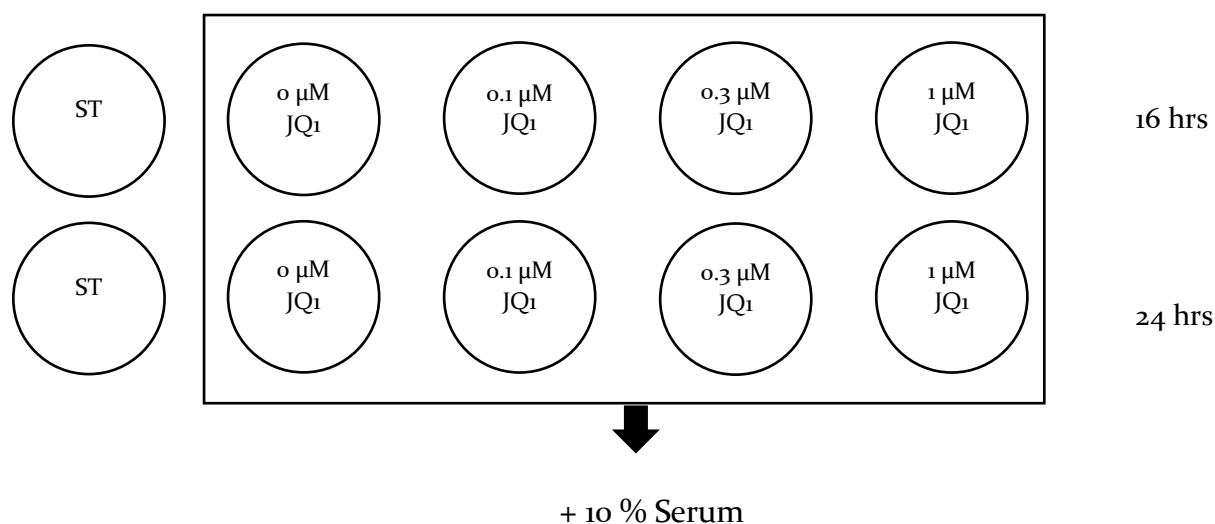 ST
0 µM
JQ1
0.1 µM
JQ1
0.3 µM
JQ1
1 µM
JQ1
16 hrs
ST
0 µM
JQ1
0.1 µM
JQ1
0.3 µM
JQ1
1 µM
JQ1
24 hrs
+ 10 % Serum